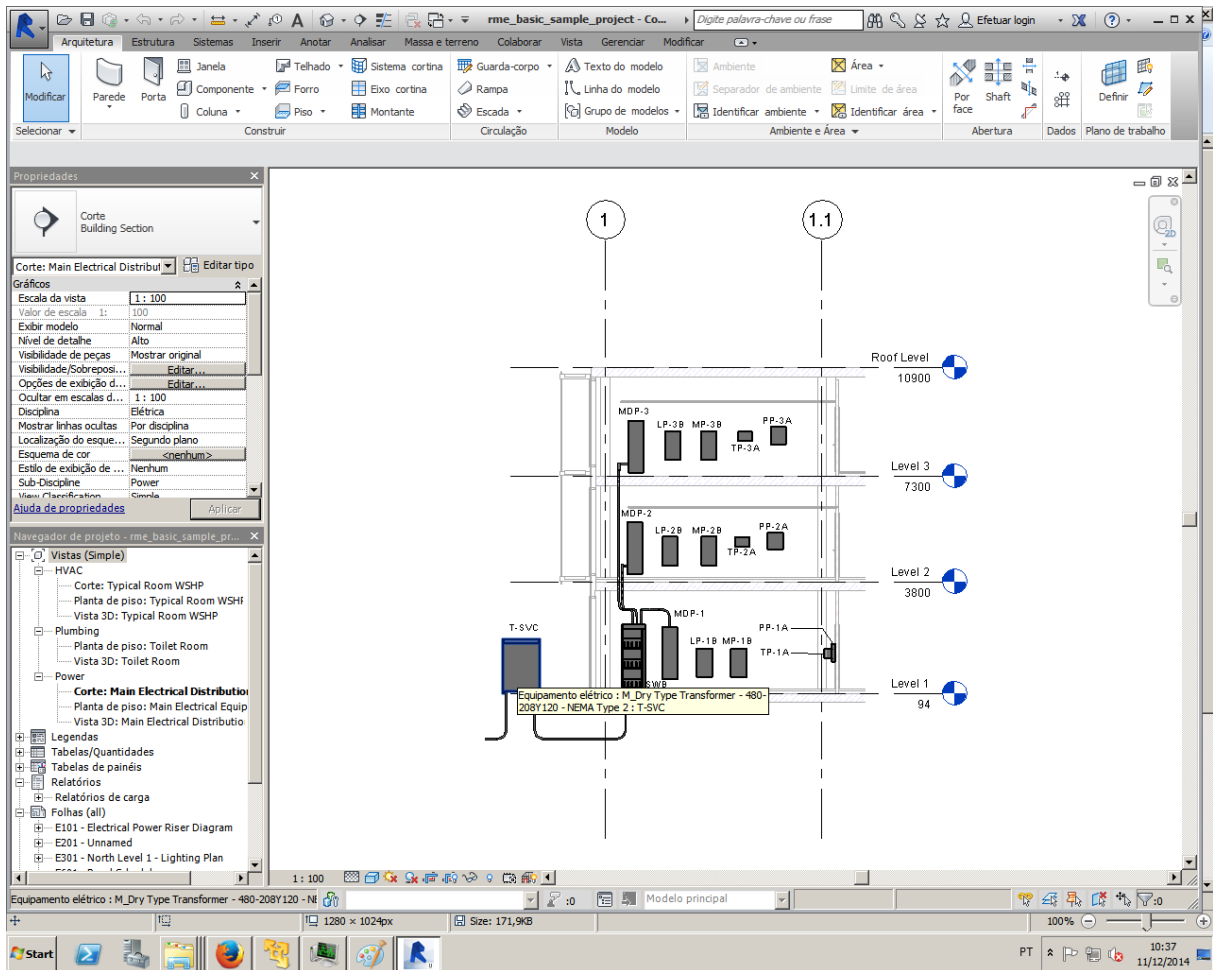 rme_basic_sample_project - Co...
Digite palavra-chave ou frase
Efetuar login
Arquitetura Estrutura Sistemas Inserir Anotar Analisar Massa e terreno Colaborar Vista Gerenciar Modificar
Modificar
Parede
Porta
Janela
Componente
Coluna
Telhado
Forro
Piso
Sistema cortina
Eixo cortina
Montante
Guarda-corpo
Rampa
Escada
Texto do modelo
Linha do modelo
Grupo de modelos
Ambiente
Separador de ambiente
Identificar ambiente
Área
Limite de área
Identificar área
Por face
Shaft
Definir
Selecionar
Construir
Circulação
Modelo
Ambiente e Área
Abertura
Dados
Plano de trabalho
Propriedades
Corte
Building Section
Corte: Main Electrical Distribut
Editar tipo
Gráficos
Escala da vista 1 : 100
Valor de escala 1: 100
Exibir modelo Normal
Nível de detalhe Alto
Visibilidade de peças Mostrar original
Visibilidade/Sobreposi... Editar...
Opções de exibição d... Editar...
Ocultar em escalas d... 1 : 100
Disciplina Elétrica
Mostrar linhas ocultas Por disciplina
Localização do esque... Segundo plano
Esquema de cor <nenhum>
Estilo de exibição de ... Nenhum
Sub-Discipline Power
View Classification Simple
Ajuda de propriedades
Aplicar
Navegador de projeto - rme_basic_sample_pr...
Vistas (Simple)
HVAC
Corte: Typical Room WSHP
Planta de piso: Typical Room WSHP
Vista 3D: Typical Room WSHP
Plumbing
Planta de piso: Toilet Room
Vista 3D: Toilet Room
Power
Corte: Main Electrical Distribution
Planta de piso: Main Electrical Equip
Vista 3D: Main Electrical Distributio
Legendas
Tabelas/Quantidades
Tabelas de painéis
Relatórios
Relatórios de carga
Folhas (all)
E101 - Electrical Power Riser Diagram
E201 - Unnamed
E301 - North Level 1 - Lighting Plan
1
1.1
2D
Roof Level
10900
MDP-3
LP-3B
MP-3B
TP-3A
PP-3A
Level 3
7300
MDP-2
LP-2B
MP-2B
TP-2A
PP-2A
Level 2
3800
T-SVC
MDP-1
LP-1B
MP-1B
PP-1A
TP-1A
SWB
Level 1
94
Equipamento elétrico : M_Dry Type Transformer - 480-
208Y120 - NEMA Type 2 : T-SVC
1 : 100
Equipamento elétrico : M_Dry Type Transformer - 480-208Y120 - NE
:0
Modelo principal
:0
1280 × 1024px
Size: 171,9KB
100%
Start
PT
10:37
11/12/2014